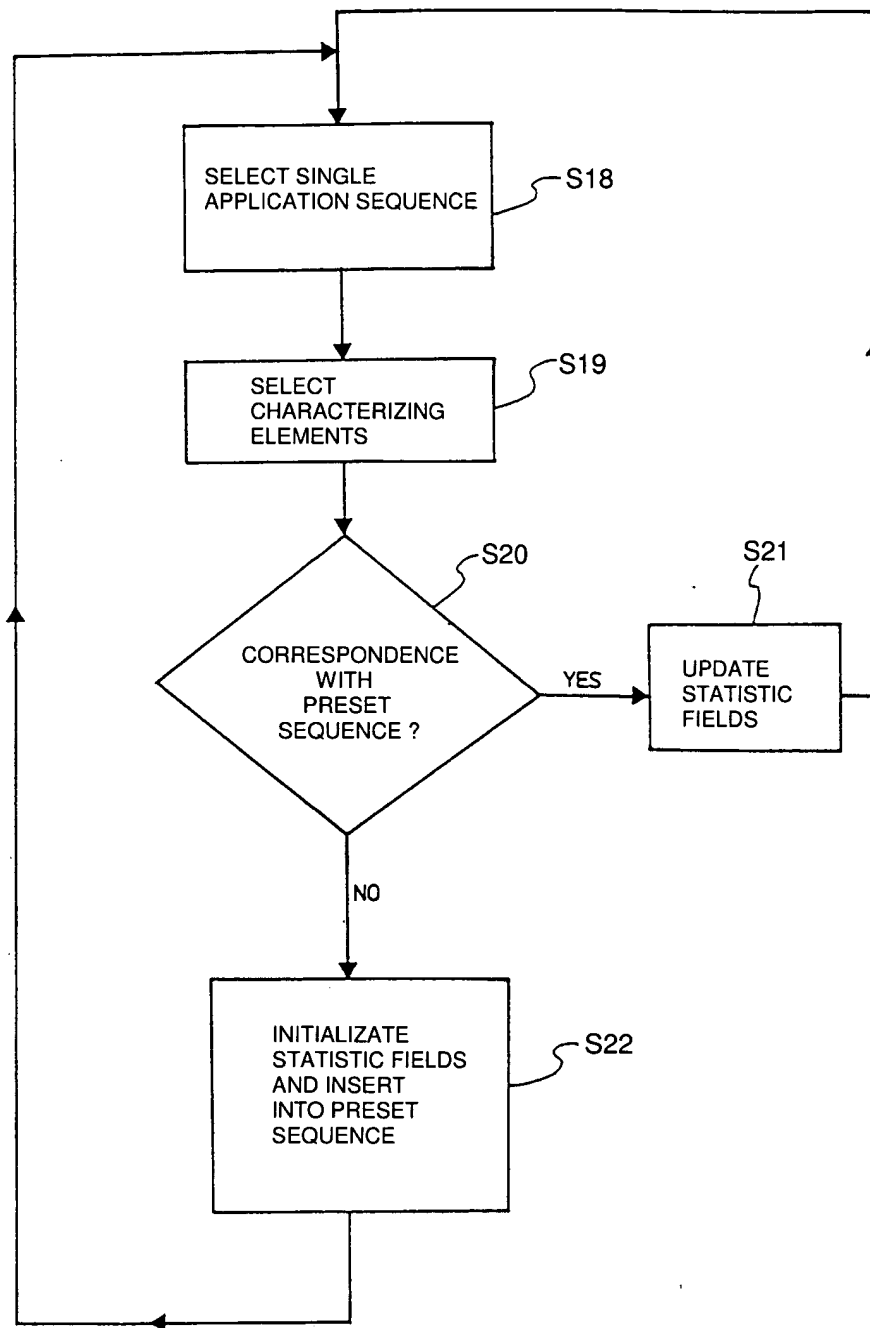 SELECT SINGLE
APPLICATION SEQUENCE
S18
SELECT
CHARACTERIZING
ELEMENTS
S19
CORRESPONDENCE
WITH
PRESET
SEQUENCE ?
S20
YES
S21
UPDATE
STATISTIC
FIELDS
NO
INITIALIZATE
STATISTIC FIELDS
AND INSERT
INTO PRESET
SEQUENCE
S22